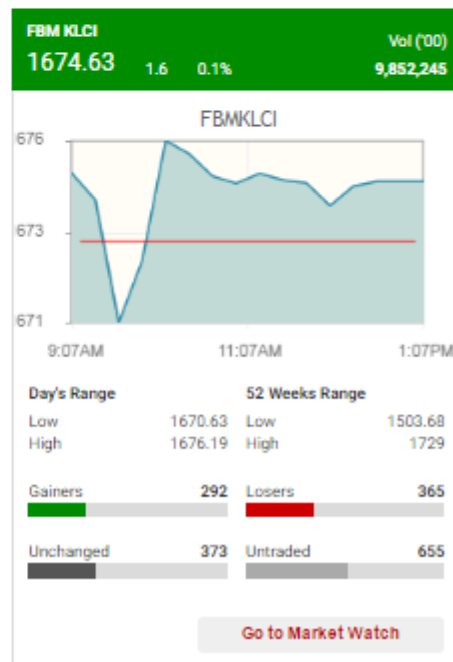 FBM KLCI
Vol ('00)
1674.63 1.6 0.1% 9,852,245
FBMKLCI
676
673
671
9:07AM 11:07AM 1:07PM
Day's Range 52 Weeks Range
Low 1670.63 Low 1503.68
High 1676.19 High 1729
Gainers 292 Losers 365
Unchanged 373 Untraded 655
Go to Market Watch